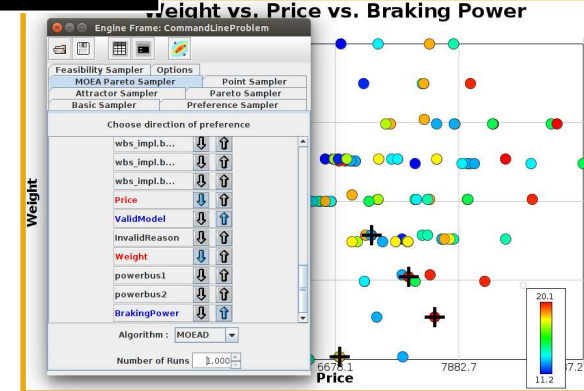 Weight vs. Price vs. Braking Power
Engine Frame: CommandLineProblem
Feasibility Sampler
Options
MOEA Pareto Sampler
Point Sampler
Attractor Sampler
Pareto Sampler
Basic Sampler
Preference Sampler
Choose direction of preference
wbs_impl.b...
wbs_impl.b...
wbs_impl.b...
Price
ValidModel
InvalidReason
Weight
powerbus1
powerbus2
BrakingPower
Algorithm :
MOEAD
Number of Runs
1,000
Weight
6678.1
7882.7
7.2
Price
20.1
11.2